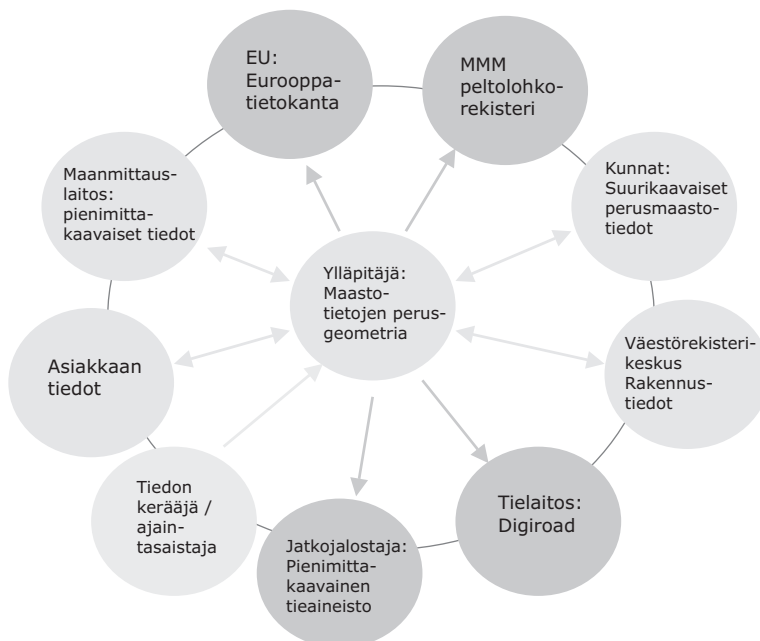 EU:
Eurooppa-
tietokanta
MMM
peltolohko-
rekisteri
Maanmittaus-
laitos:
pienimitta-
kaavaiset tiedot
Kunnat:
Suurikaavaiset
perusmaasto-
tiedot
Ylläpitäjä:
Maasto-
tietojen perus-
geometria
Asiakkaan
tiedot
Väestörekisteri-
keskus
Rakennus-
tiedot
Tiedon
kerääjä /
ajain-
tasaistaja
Jatkojalostaja:
Pienimitta-
kaavainen
tieaineisto
Tielaitos:
Digiroad